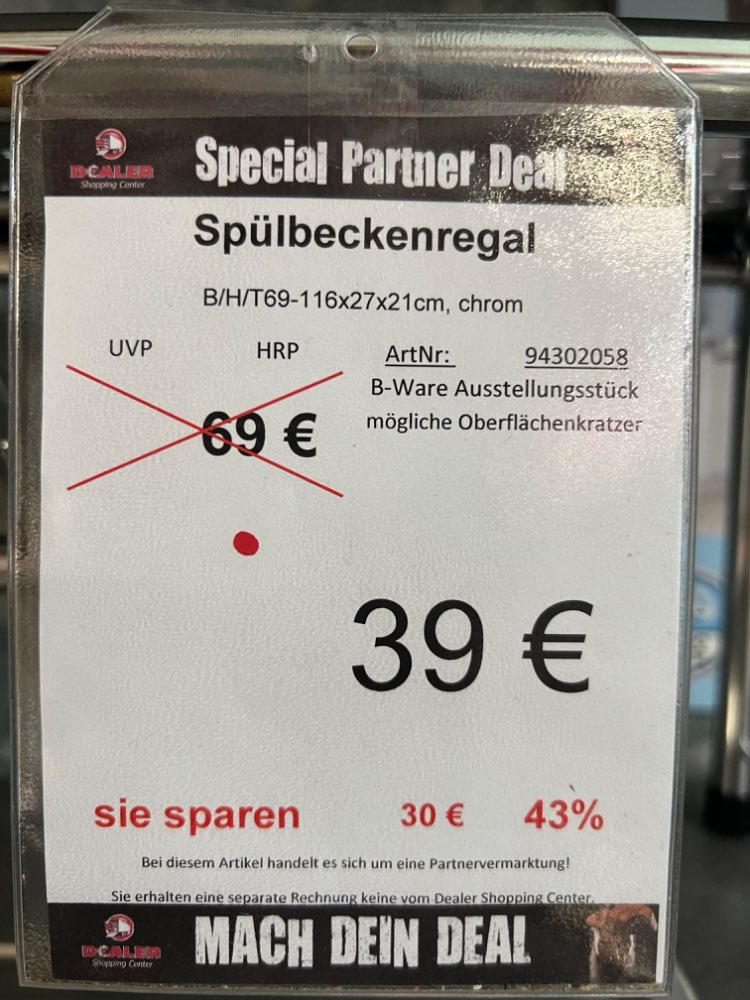 DEALER
Shopping Center
Special Partner Deal
Spülbeckenregal
B/H/T69-116x27x21cm, chrom
UVP HRP
69 €
ArtNr: 94302058
B-Ware Ausstellungsstück
mögliche Oberflächenkratzer
39 €
sie sparen 30 € 43%
Bei diesem Artikel handelt es sich um eine Partnervermarktung!
Sie erhalten eine separate Rechnung keine vom Dealer Shopping Center.
DEALER
Shopping Center
MACH DEIN DEAL